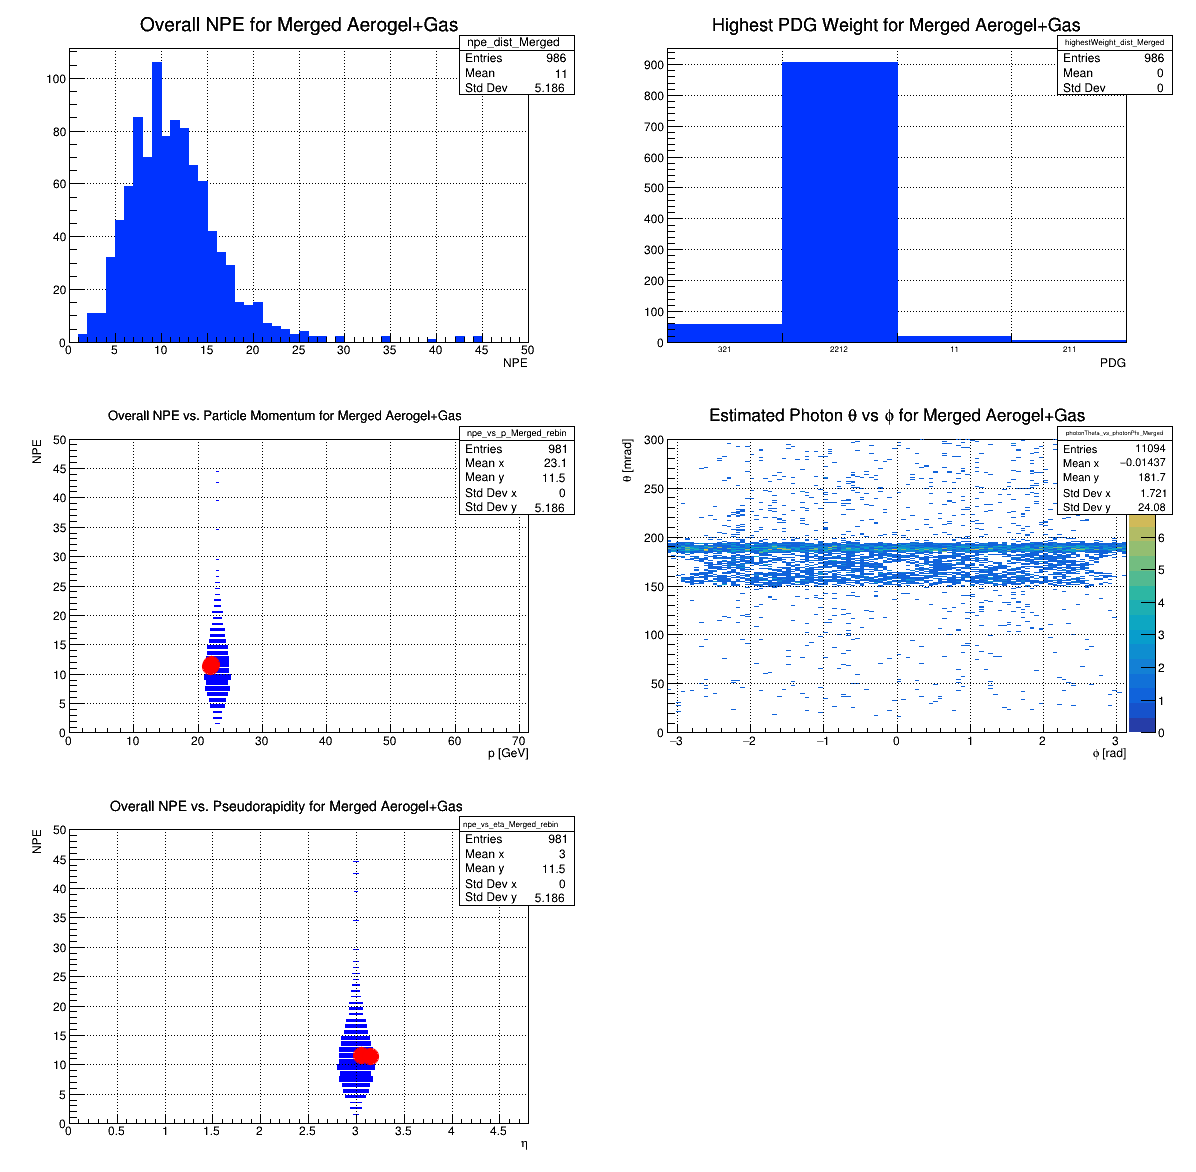 Overall NPE for Merged Aerogel+Gas
npe_dist_Merged
Entries 986
Mean 11
Std Dev 5.186
100
80
60
40
20
0
0 5 10 15 20 25 30 35 40 45 50
NPE
Highest PDG Weight for Merged Aerogel+Gas
highestWeight_dist_Merged
Entries 986
Mean 0
Std Dev 0
900
800
700
600
500
400
300
200
100
0
321 2212 11 211
PDG
Overall NPE vs. Particle Momentum for Merged Aerogel+Gas
npe_vs_p_Merged_rebin
Entries 981
Mean x 23.1
Mean y 11.5
Std Dev x 0
Std Dev y 5.186
NPE
50
45
40
35
30
25
20
15
10
5
0
0 10 20 30 40 50 60 70
p [GeV]
Estimated Photon θ vs ϕ for Merged Aerogel+Gas
photonTheta_vs_photonPhi_Merged
Entries 11094
Mean x −0.01437
Mean y 181.7
Std Dev x 1.721
Std Dev y 24.08
θ [mrad]
300
250
200
150
100
50
0
−3 −2 −1 0 1 2 3
ϕ [rad]
6
5
4
3
2
1
0
Overall NPE vs. Pseudorapidity for Merged Aerogel+Gas
npe_vs_eta_Merged_rebin
Entries 981
Mean x 3
Mean y 11.5
Std Dev x 0
Std Dev y 5.186
NPE
50
45
40
35
30
25
20
15
10
5
0
0 0.5 1 1.5 2 2.5 3 3.5 4 4.5
η